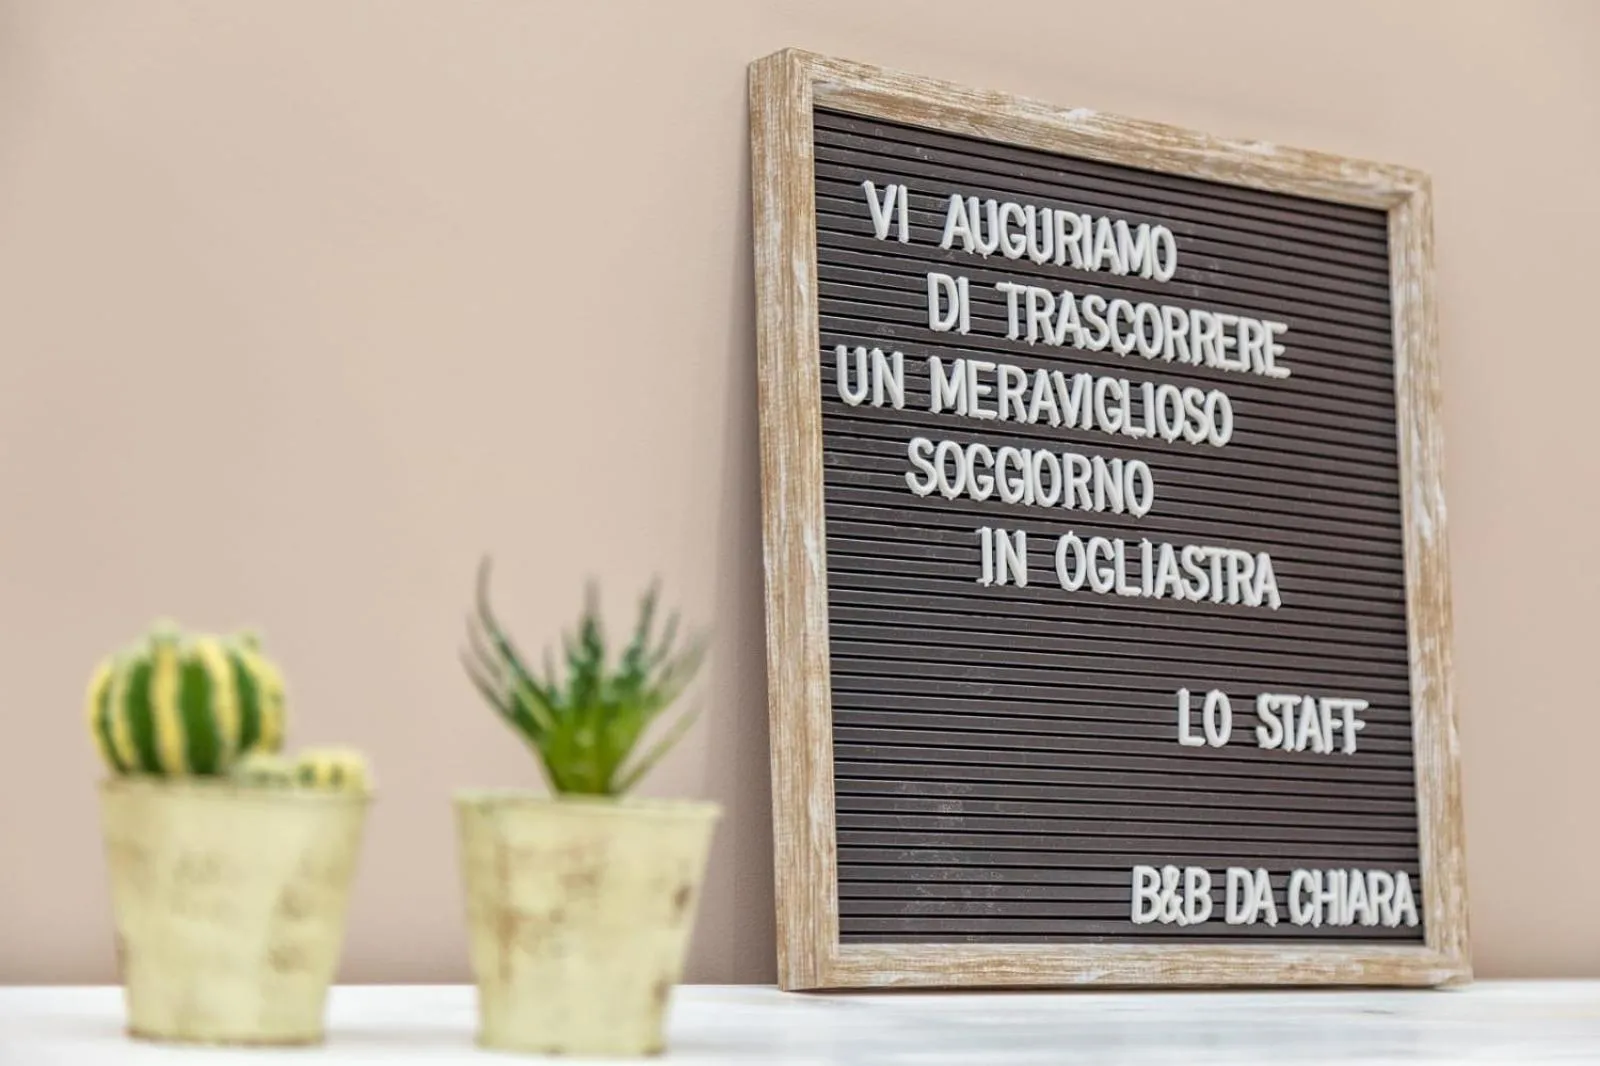 VI AUGURIAMO
DI TRASCORRERE
UN MERAVIGLIOSO
SOGGIORNO
IN OGLIASTRA
LO STAFF
B&B DA CHIARA